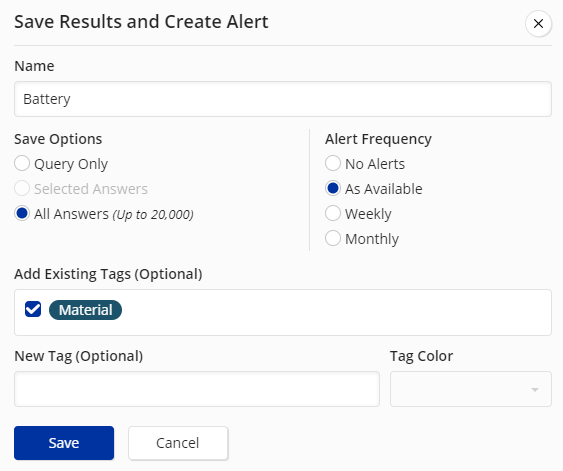 Save Results and Create Alert
Name
Battery
Save Options
Query Only
Selected Answers
All Answers (Up to 20,000)
Alert Frequency
No Alerts
As Available
Weekly
Monthly
Add Existing Tags (Optional)
Material
New Tag (Optional)
Tag Color
Save
Cancel